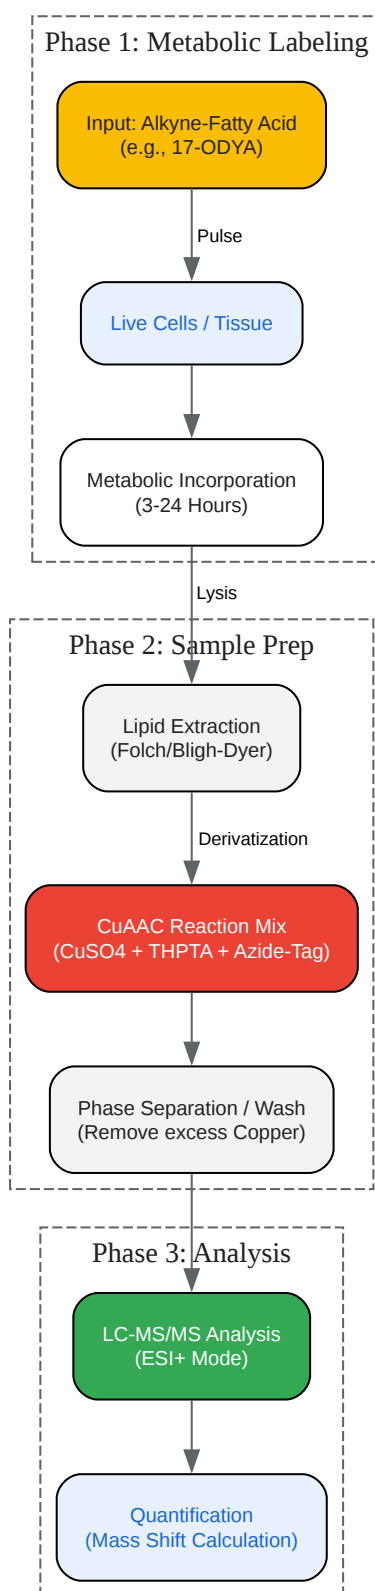 Phase 1: Metabolic Labeling
Input: Alkyne-Fatty Acid
(e.g., 17-ODYA)
Pulse
Live Cells / Tissue
Metabolic Incorporation
(3-24 Hours)
Lysis
Phase 2: Sample Prep
Lipid Extraction
(Folch/Bligh-Dyer)
Derivatization
CuAAC Reaction Mix
(CuSO4 + THPTA + Azide-Tag)
Phase Separation / Wash
(Remove excess Copper)
Phase 3: Analysis
LC-MS/MS Analysis
(ESI+ Mode)
Quantification
(Mass Shift Calculation)